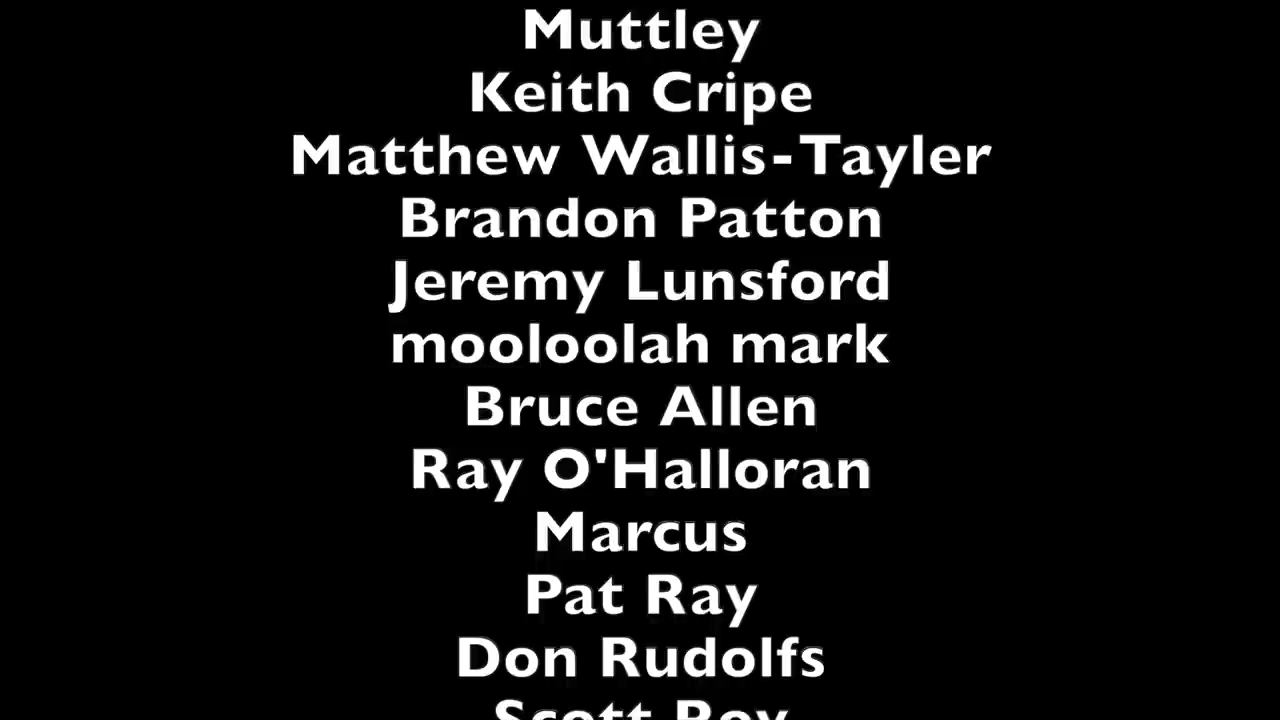 Muttley
Keith Cripe
Matthew Wallis-Tayler
Brandon Patton
Jeremy Lunsford
mooloolah mark
Bruce Allen
Ray O'Halloran
Marcus
Pat Ray
Don Rudolfs
Scott